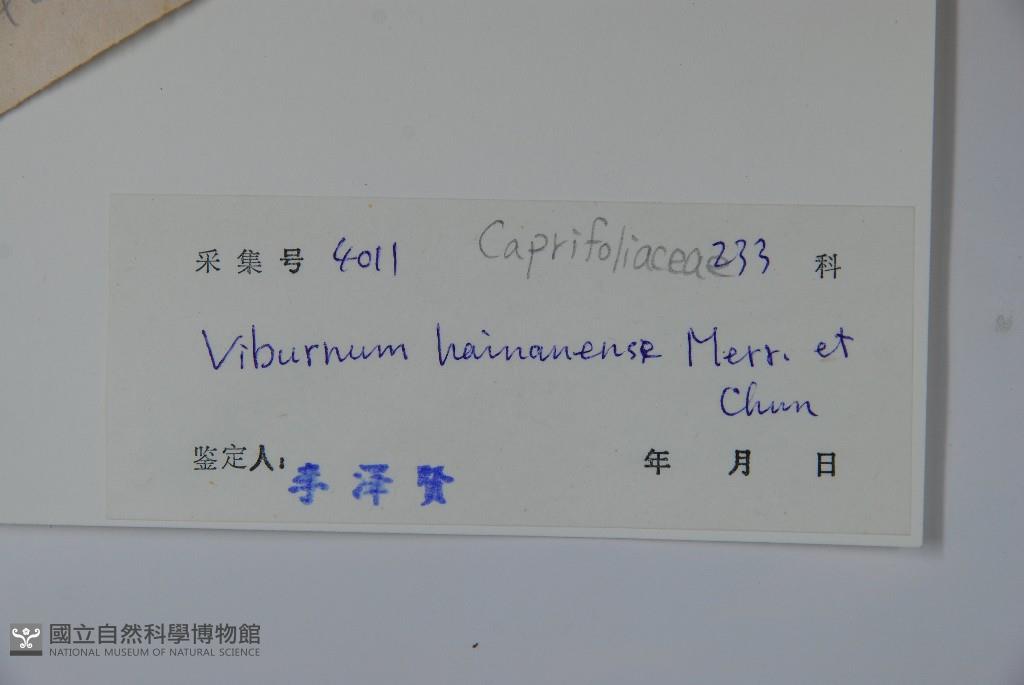 采集号 4011 Caprifoliaceae 233 科
Viburnum hainanense Merr. et
Chun
鉴定人: 李泽贤 年 月 日
國立自然科學博物館
NATIONAL MUSEUM OF NATURAL SCIENCE